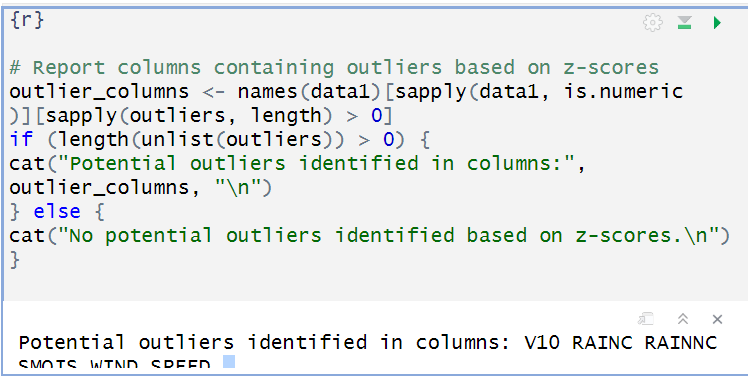 {r}
# Report columns containing outliers based on z-scores
outlier_columns <- names(data1)[sapply(data1, is.numeric
)][sapply(outliers, length) > 0]
if (length(unlist(outliers)) > 0) {
cat("Potential outliers identified in columns:",
outlier_columns, "\n")
} else {
cat("No potential outliers identified based on z-scores.\n")
}
Potential outliers identified in columns: V10 RAINC RAINNC
SMOIS WIND_SPEED